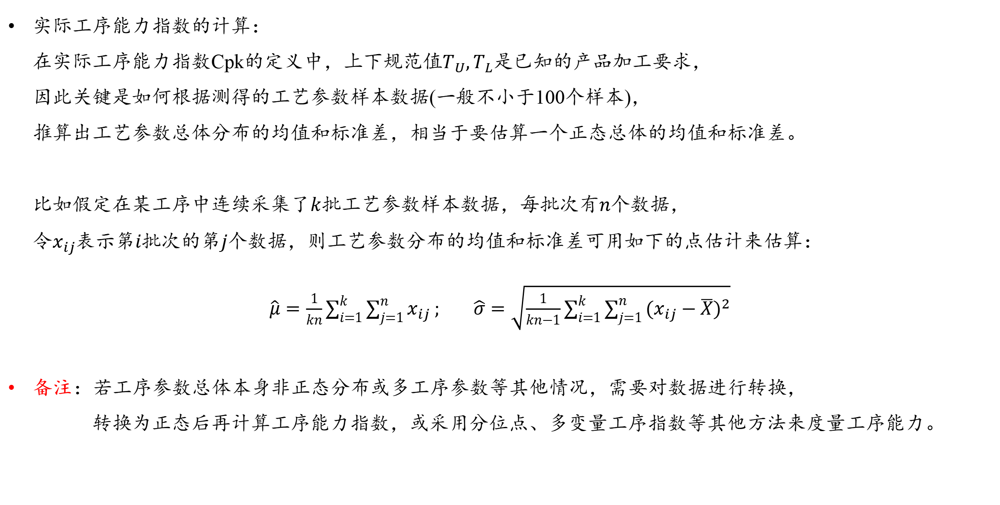 • 实际工序能力指数的计算：
在实际工序能力指数Cpk的定义中，上下规范值T_U, T_L是已知的产品加工要求，
因此关键是如何根据测得的工艺参数样本数据(一般不小于100个样本)，
推算出工艺参数总体分布的均值和标准差，相当于要估算一个正态总体的均值和标准差。
比如假定在某工序中连续采集了k批工艺参数样本数据，每批次有n个数据，
令x_{ij}表示第i批次的第j个数据，则工艺参数分布的均值和标准差可用如下的点估计来估算：
\hat{μ} = \frac{1}{kn} \sum_{i=1}^{k} \sum_{j=1}^{n} x_{ij} ; \hat{σ} = \sqrt{\frac{1}{kn-1} \sum_{i=1}^{k} \sum_{j=1}^{n} (x_{ij} - \overline{X})^2}
• 备注：若工序参数总体本身非正态分布或多工序参数等其他情况，需要对数据进行转换，
转换为正态后再计算工序能力指数，或采用分位点、多变量工序指数等其他方法来度量工序能力。